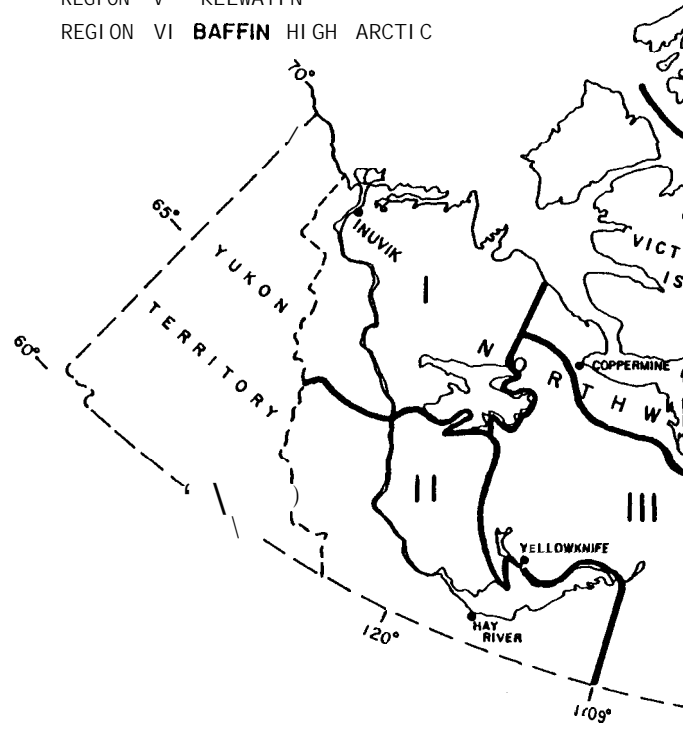 REGION V KEEWATIN
REGION VI BAFFIN HIGH ARCTIC
70°
65°
INUVIK
VICT
IS
YUKON
I
TERRITORY
60°
NORTHW
COPPERMINE
II
III
YELLOWKNIFE
HAY
RIVER
120°
109°